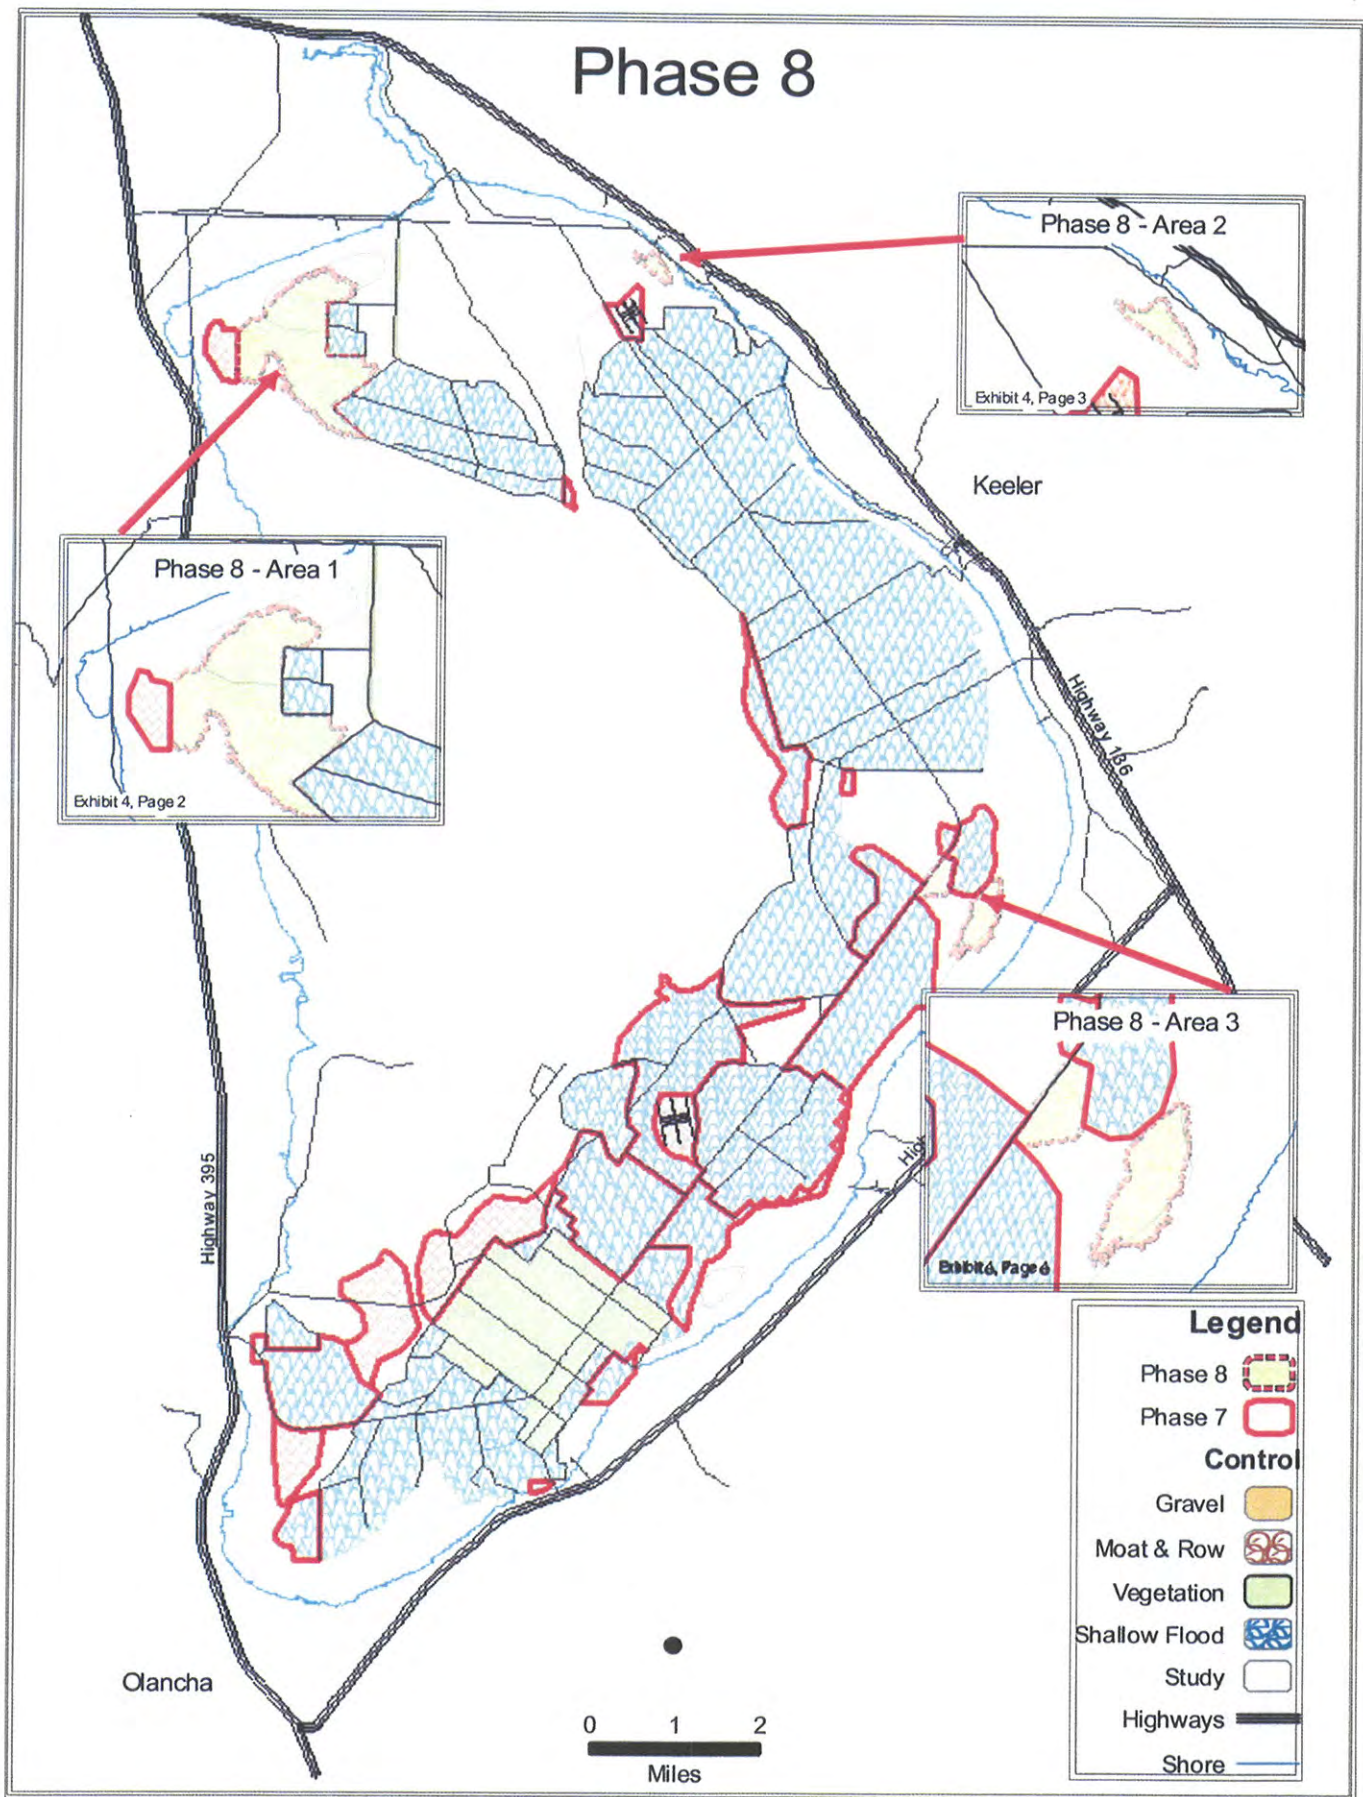 Phase 8
Phase 8 - Area 2
Exhibit 4, Page 3
Keeler
Phase 8 - Area 1
Exhibit 4, Page 2
Highway 136
Phase 8 - Area 3
High
Highway 395
Legend
Phase 8
Phase 7
Control
Gravel
Moat & Row
Vegetation
Shallow Flood
Study
Highways
Shore
Olancha
0 1 2
Miles